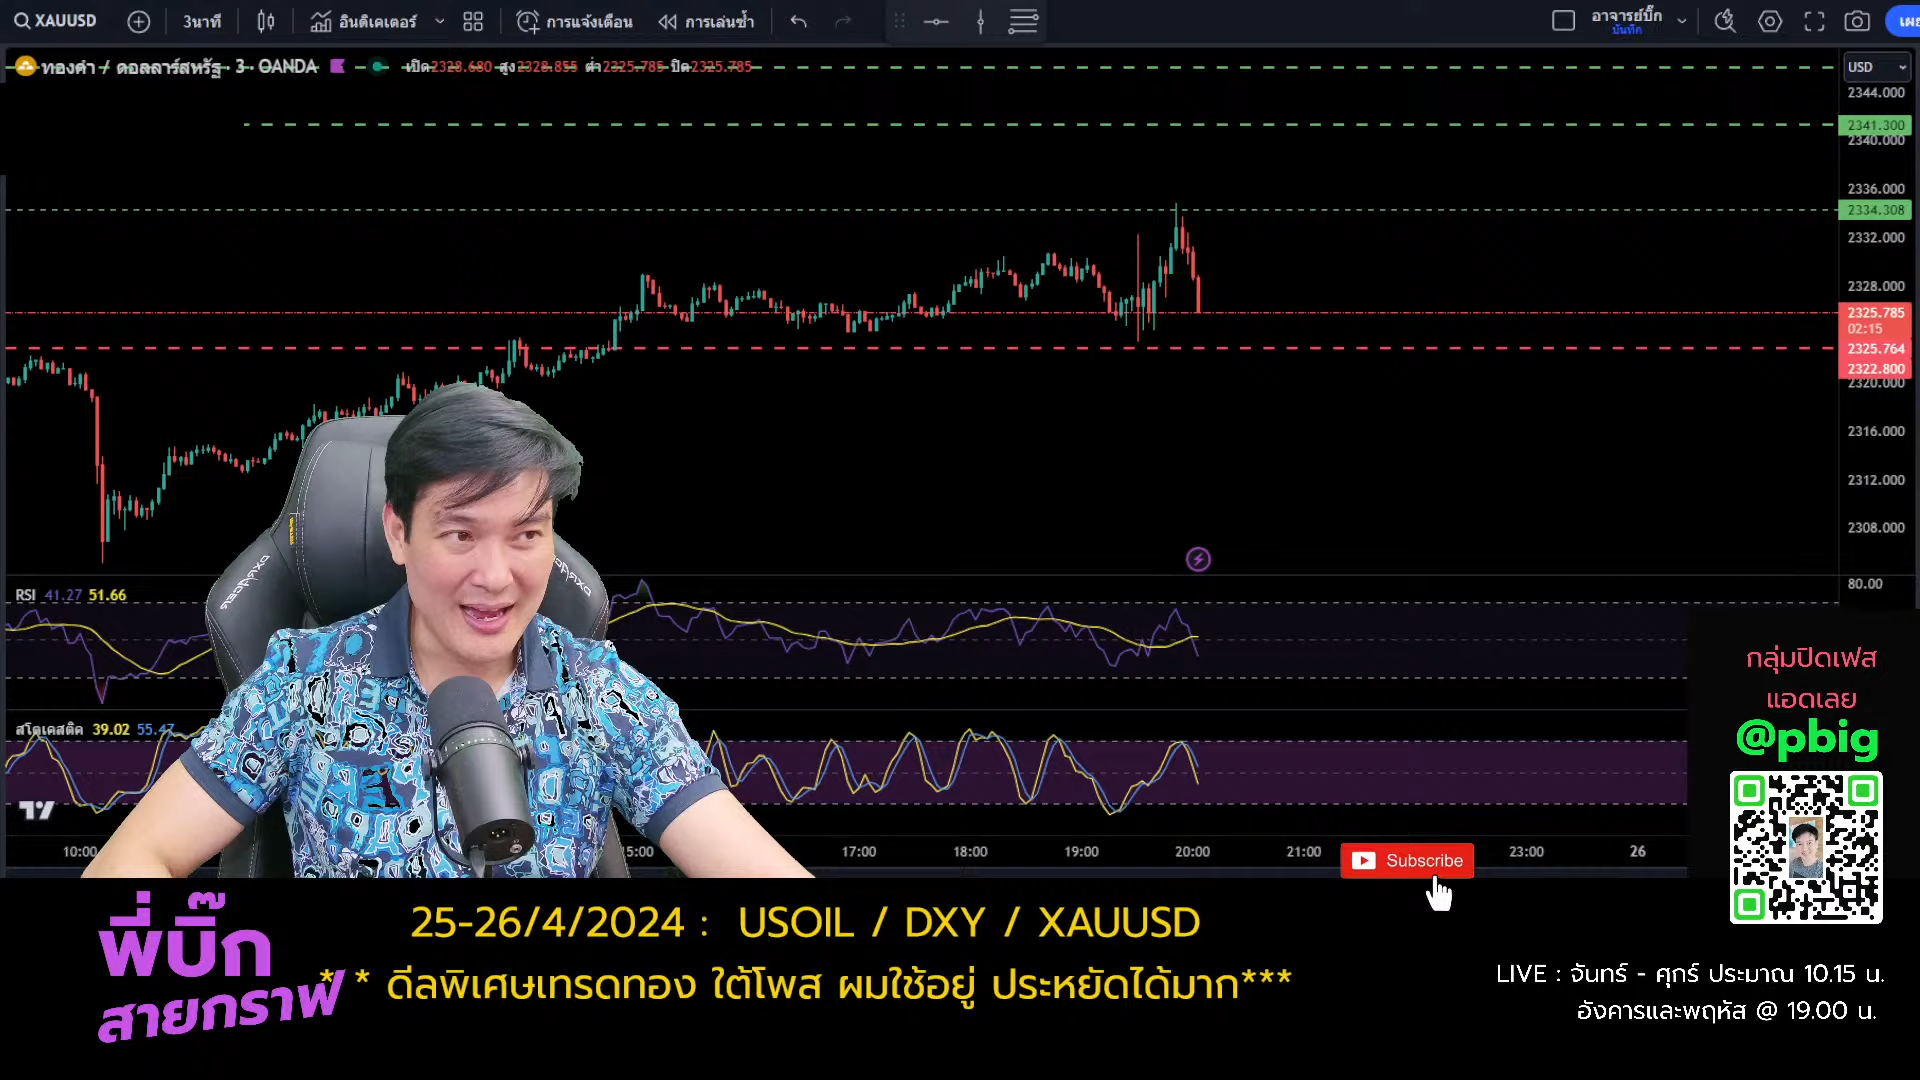 XAUUSD
3นาที
อินดิเคเตอร์
การแจ้งเตือน
การเล่นซ้ำ
อาจารย์บิ๊ก
บันทึก
เผย
ทองคำ / ดอลลาร์สหรัฐ · 3 · OANDA
เปิด2328.680 สูง2328.855 ต่ำ2325.785 ปิด2325.785
USD
2344.000
2341.300
2340.000
2336.000
2334.308
2332.000
2328.000
2325.785
02:15
2325.764
2322.800
2320.000
2316.000
2312.000
2308.000
80.00
RSI 41.27 51.66
DXRACER
สโตเคสติค 39.02 55.47
10:00
15:00
17:00
18:00
19:00
20:00
21:00
23:00
26
Subscribe
กลุ่มปิดเฟส
แอดเลย
@pbig
พี่บิ๊ก
สายกราฟ
25-26/4/2024 : USOIL / DXY / XAUUSD
* * ดีลพิเศษเทรดทอง ใต้โพส ผมใช้อยู่ ประหยัดได้มาก***
LIVE : จันทร์ - ศุกร์ ประมาณ 10.15 น.
อังคารและพฤหัส @ 19.00 น.